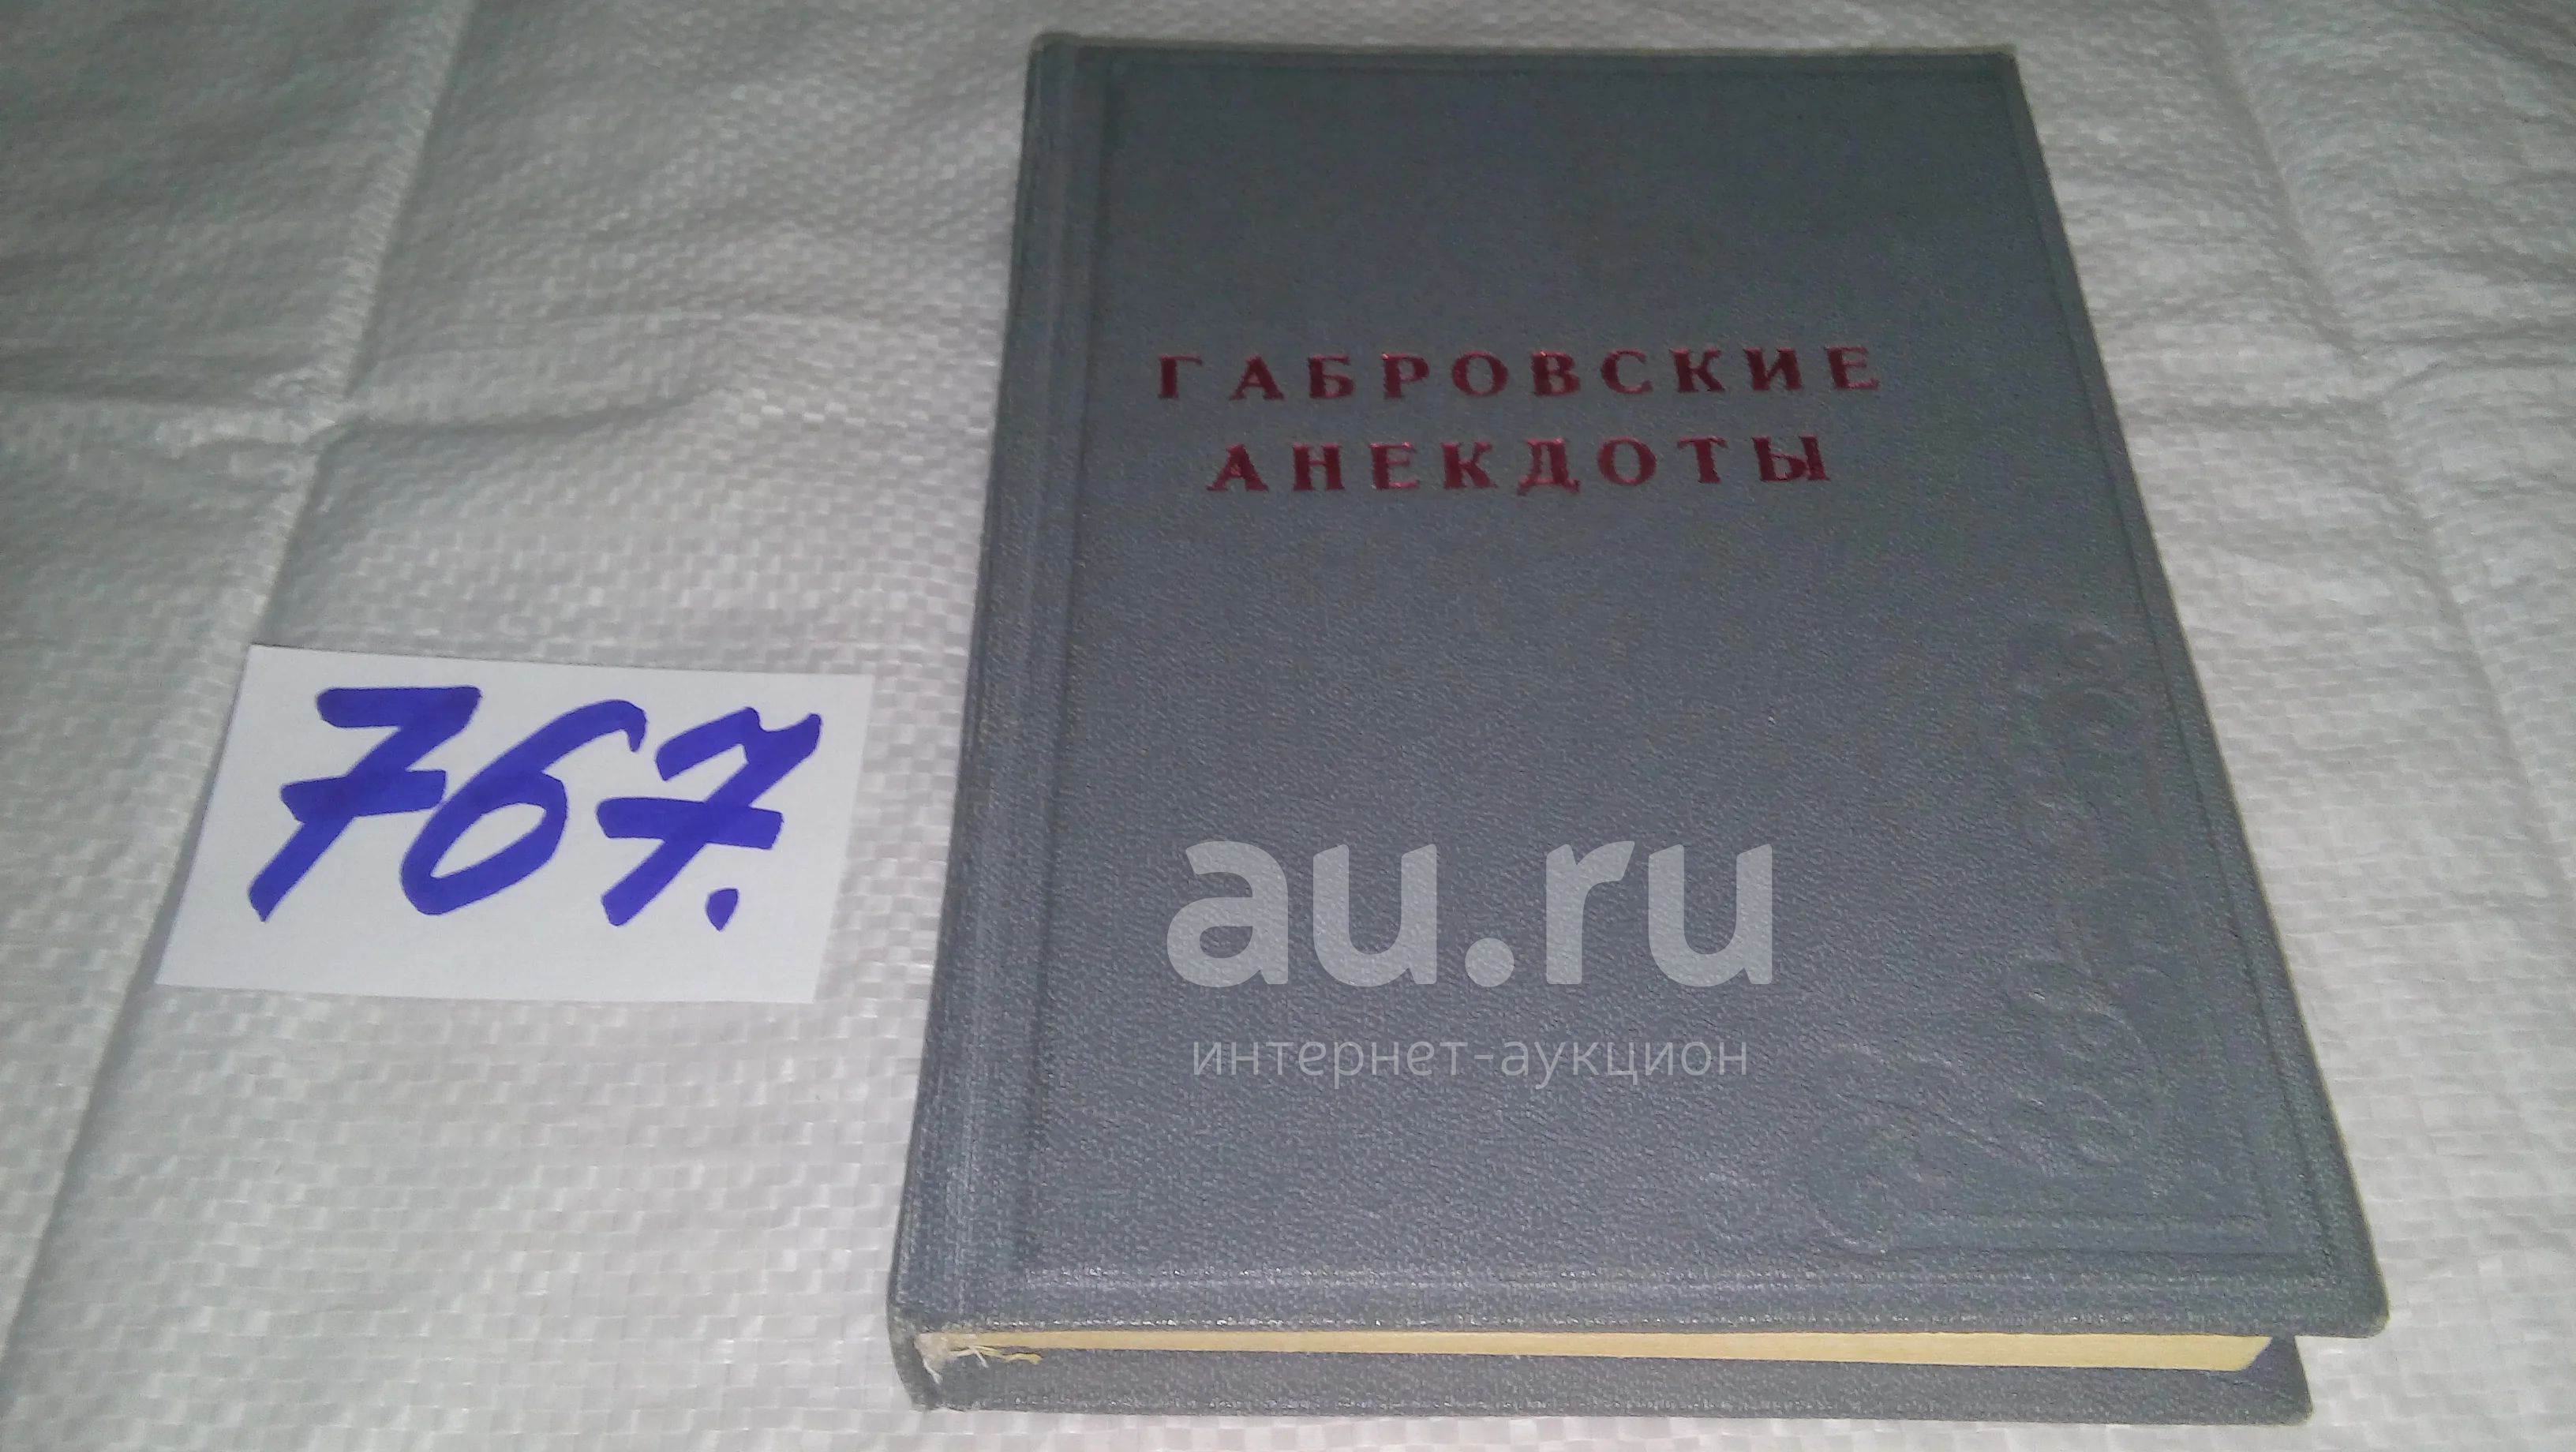 ГАБРОВСКИЕ
АНЕКДОТЫ
767.
au.ru
интернет-аукцион